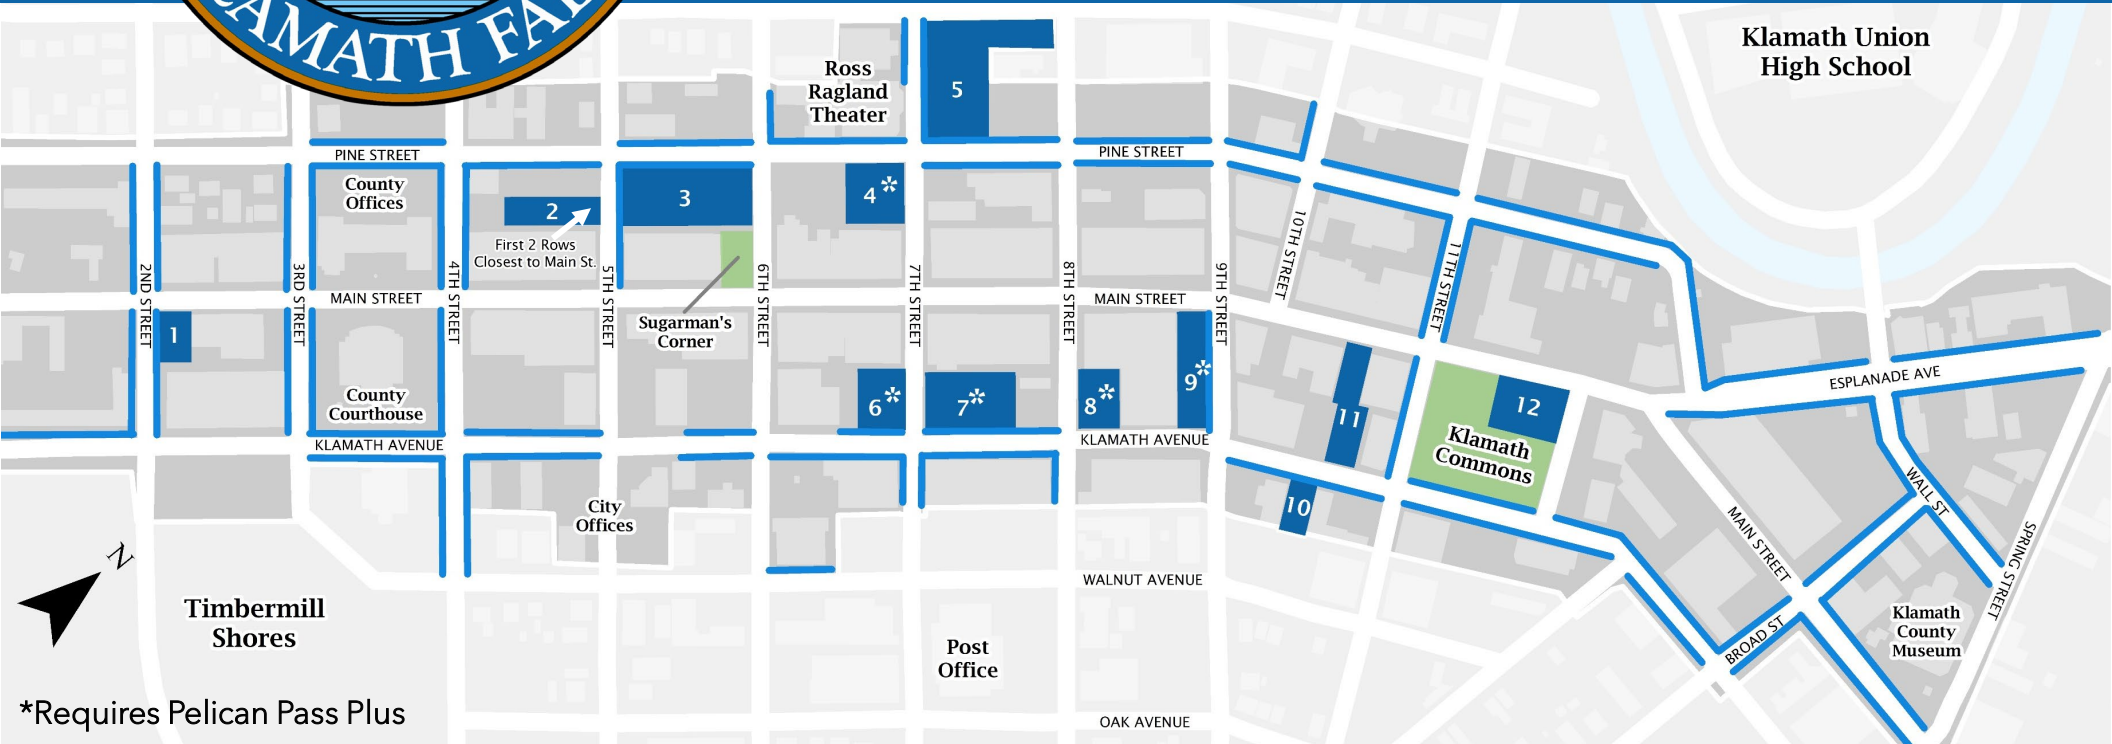 AMATH FA
Klamath Union
High School
Ross
Ragland
Theater
5
PINE STREET
PINE STREET
County
Offices
2
3
4*
First 2 Rows
Closest to Main St.
10TH STREET
11TH STREET
2ND STREET
3RD STREET
4TH STREET
5TH STREET
6TH STREET
7TH STREET
8TH STREET
9TH STREET
MAIN STREET
MAIN STREET
1
Sugarman's
Corner
County
Courthouse
6*
7*
8*
9*
11
12
ESPLANADE AVE
KLAMATH AVENUE
KLAMATH AVENUE
Klamath
Commons
10
City
Offices
WALL ST
MAIN STREET
SPRING STREET
N
WALNUT AVENUE
Timbermill
Shores
Post
Office
BROAD ST
Klamath
County
Museum
*Requires Pelican Pass Plus
OAK AVENUE